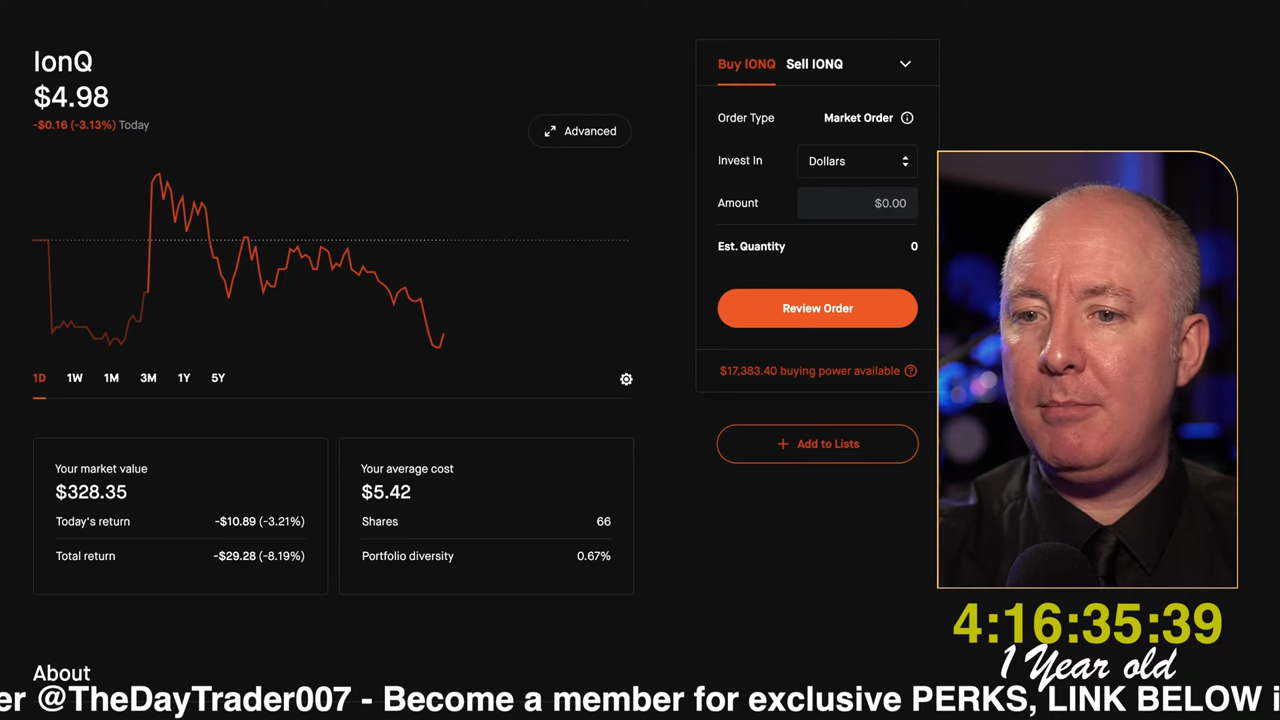 IonQ
$4.98
-$0.16 (-3.13%) Today
Advanced
1D 1W 1M 3M 1Y 5Y
Your market value
$328.35
Today's return -$10.89 (-3.21%)
Total return -$29.28 (-8.19%)
Your average cost
$5.42
Shares 66
Portfolio diversity 0.67%
About
Buy IONQ Sell IONQ
Order Type Market Order
Invest In Dollars
Amount $0.00
Est. Quantity 0
Review Order
$17,383.40 buying power available
Add to Lists
4:16:35:39
1 Year old
er @TheDayTrader007 - Become a member for exclusive PERKS, LINK BELOW i